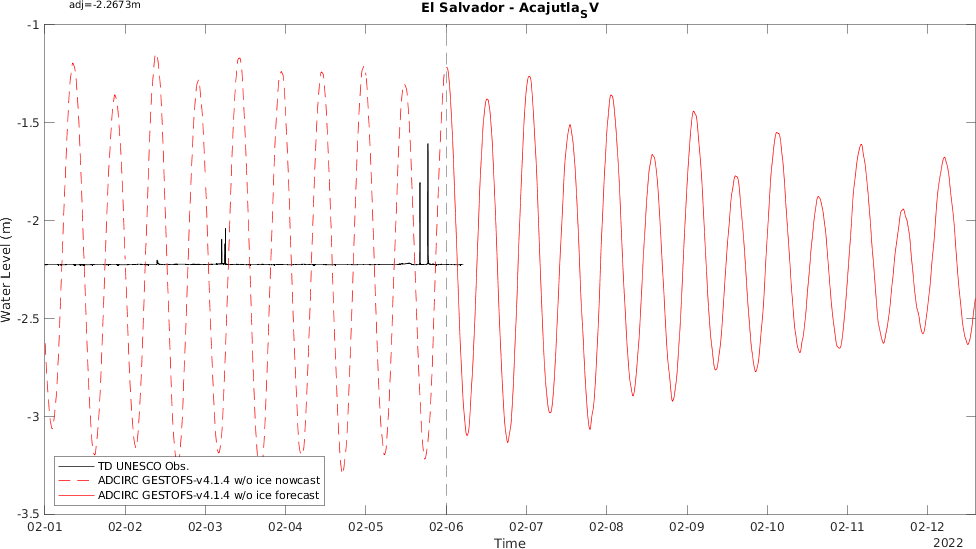 adj=-2.2673m
El Salvador - AcajutlaSV
-1
-1.5
-2
-2.5
-3
-3.5
Water Level (m)
TD UNESCO Obs.
ADCIRC GESTOFS-v4.1.4 w/o ice nowcast
ADCIRC GESTOFS-v4.1.4 w/o ice forecast
02-01 02-02 02-03 02-04 02-05 02-06 02-07 02-08 02-09 02-10 02-11 02-12
Time
2022